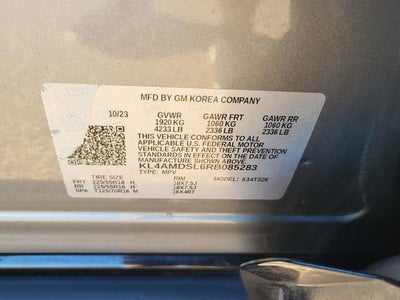 MFD BY GM KOREA COMPANY
10/23 GVWR GAWR FRT GAWR RR
1920 KG 1060 KG 1060 KG
4233 LB 2336 LB 2336 LB
THIS VEHICLE CONFORMS TO ALL
APPLICABLE U.S. FEDERAL MOTOR
VEHICLE SAFETY AND THEFT PREVENTION
STANDARDS IN EFFECT ON THE DATE OF
MANUFACTURE SHOWN ABOVE.
KL4AMDSL6RB085283
TYPE: MPV MODEL: 634TS26
TIRE SIZE RIM
FRT 225/55R18 H 18X7.5J
RR 225/55R18 H 18X7.5J
SPA T125/70R16 M 16X4BT